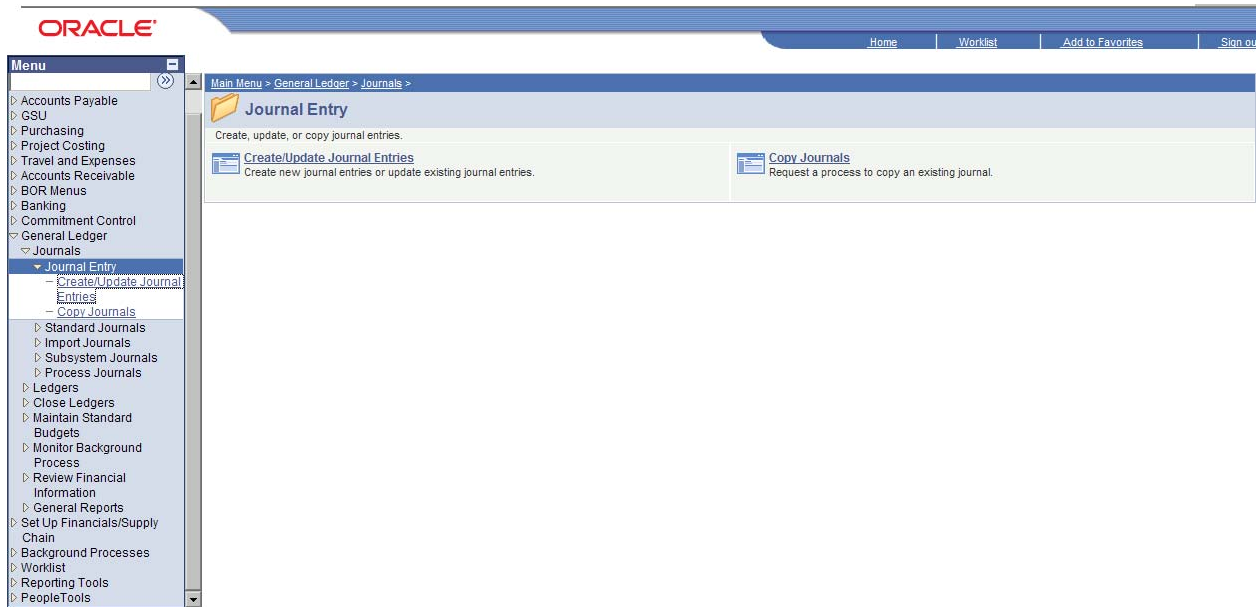 ORACLE
Home
Worklist
Add to Favorites
Sign ou
Menu
Main Menu > General Ledger > Journals >
Journal Entry
Create, update, or copy journal entries.
Create/Update Journal Entries
Create new journal entries or update existing journal entries.
Copy Journals
Request a process to copy an existing journal.
Accounts Payable
GSU
Purchasing
Project Costing
Travel and Expenses
Accounts Receivable
BOR Menus
Banking
Commitment Control
General Ledger
Journals
Journal Entry
– Create/Update Journal
Entries
– Copy Journals
Standard Journals
Import Journals
Subsystem Journals
Process Journals
Ledgers
Close Ledgers
Maintain Standard
Budgets
Monitor Background
Process
Review Financial
Information
General Reports
Set Up Financials/Supply
Chain
Background Processes
Worklist
Reporting Tools
PeopleTools